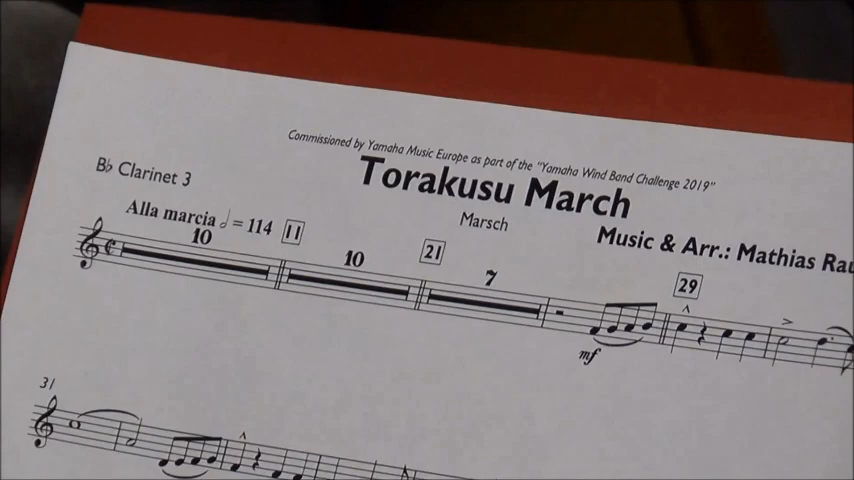 Commissioned by Yamaha Music Europe as part of the "Yamaha Wind Band Challenge 2019"
B♭ Clarinet 3
Torakusu March
Marsch
Music & Arr.: Mathias
Alla marcia 𝅗𝅥 = 114
10 11 10 21 7 29
mf
31